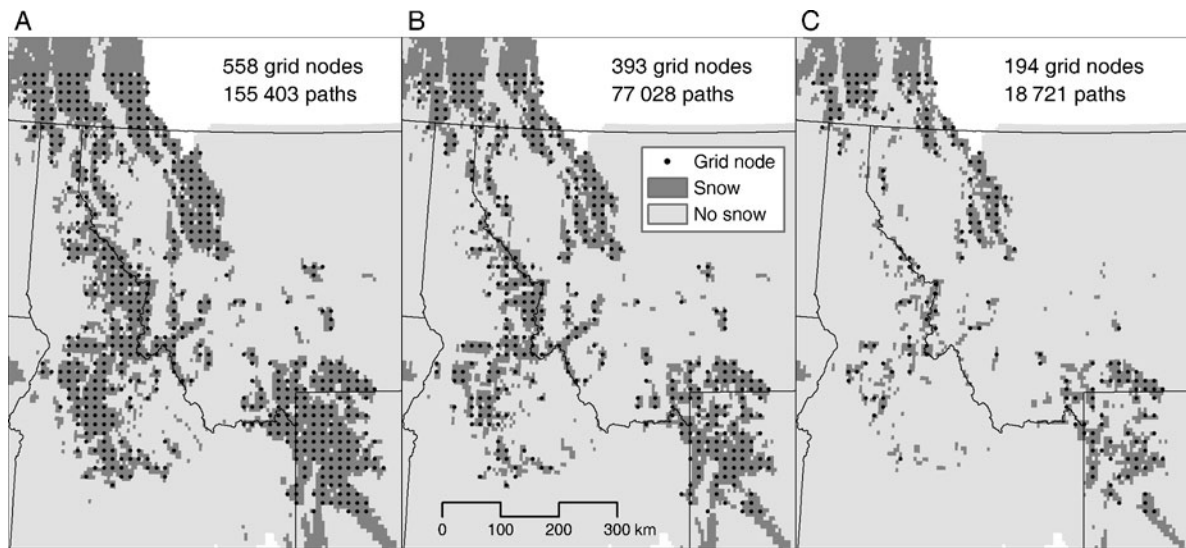 A
558 grid nodes
155 403 paths
B
393 grid nodes
77 028 paths
Grid node
Snow
No snow
0 100 200 300 km
C
194 grid nodes
18 721 paths